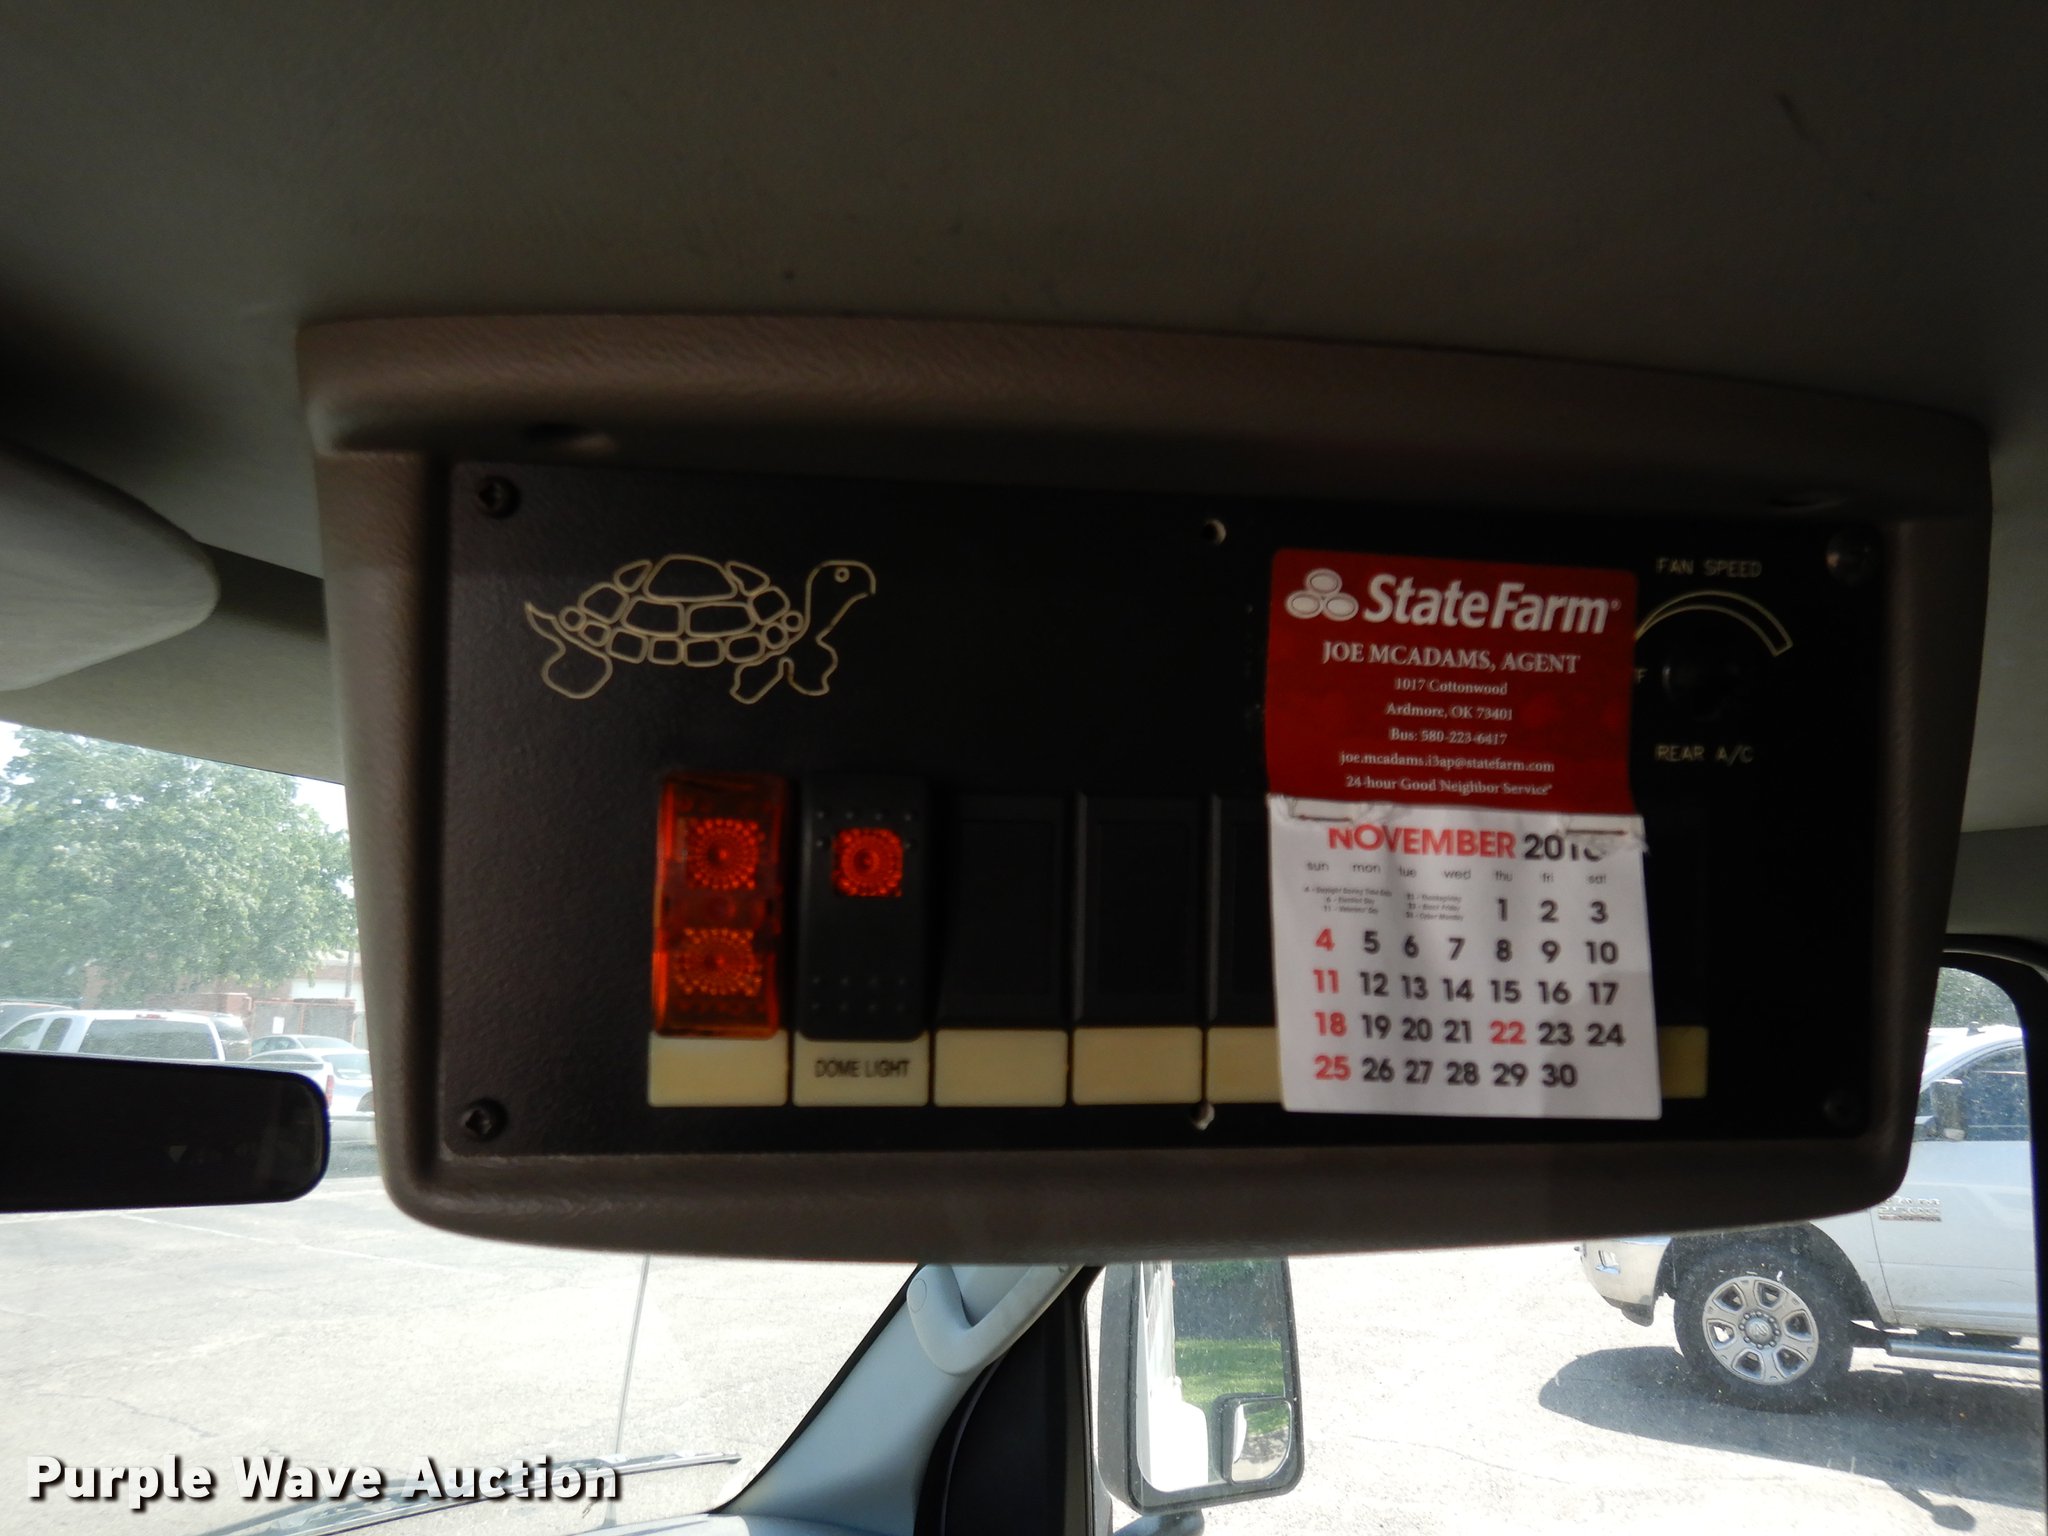 FAN SPEED
StateFarm®
JOE MCADAMS, AGENT
1017 Cottonwood
Ardmore, OK 73401
Bus: 580-223-6417
joe.mcadams.i3ap@statefarm.com
24-hour Good Neighbor Service®
REAR A/C
NOVEMBER
sun mon tue wed thu fri sat
1 2 3
4 5 6 7 8 9 10
11 12 13 14 15 16 17
18 19 20 21 22 23 24
25 26 27 28 29 30
DOME LIGHT
Purple Wave Auction